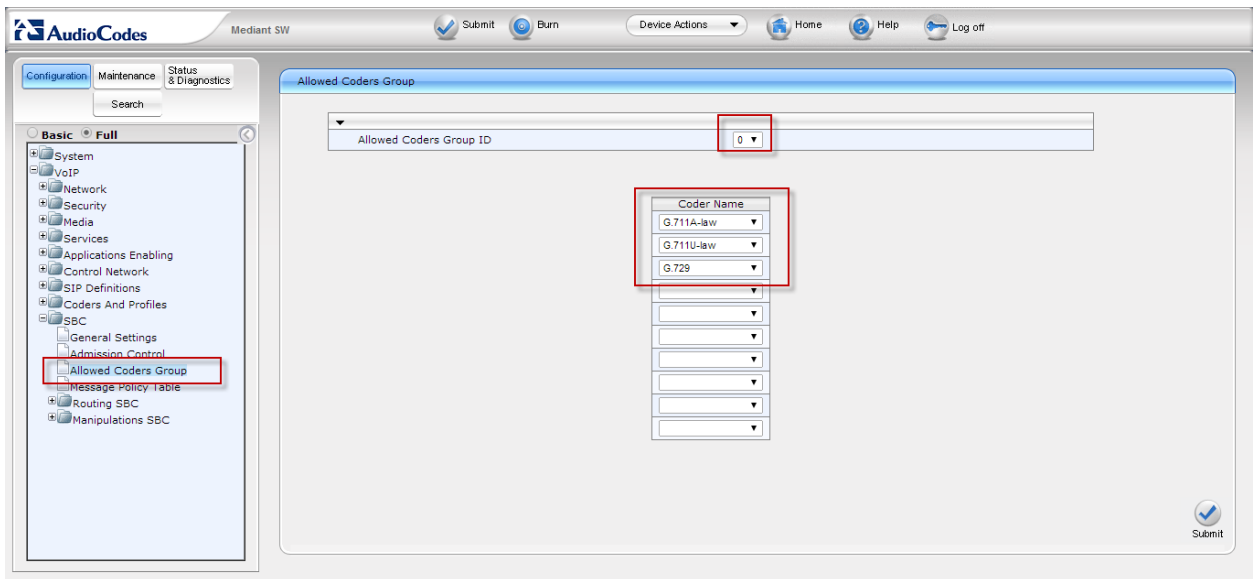 AudioCodes
Mediant SW
Submit
Burn
Device Actions
Home
Help
Log off
Configuration
Maintenance
Status
& Diagnostics
Search
Basic
Full
System
VoIP
Network
Security
Media
Services
Applications Enabling
Control Network
SIP Definitions
Coders And Profiles
SBC
General Settings
Admission Control
Allowed Coders Group
Message Policy Table
Routing SBC
Manipulations SBC
Allowed Coders Group
Allowed Coders Group ID
0
Coder Name
G.711A-law
G.711U-law
G.729
Submit